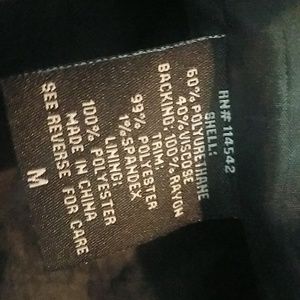 RN# 114542
SHELL:
60% POLYURETHANE
40% VISCOSE
BACKING: 100% RAYON
TRIM:
99% POLYESTER
1% SPANDEX
LINING:
100% POLYESTER
MADE IN CHINA
SEE REVERSE FOR CARE
M